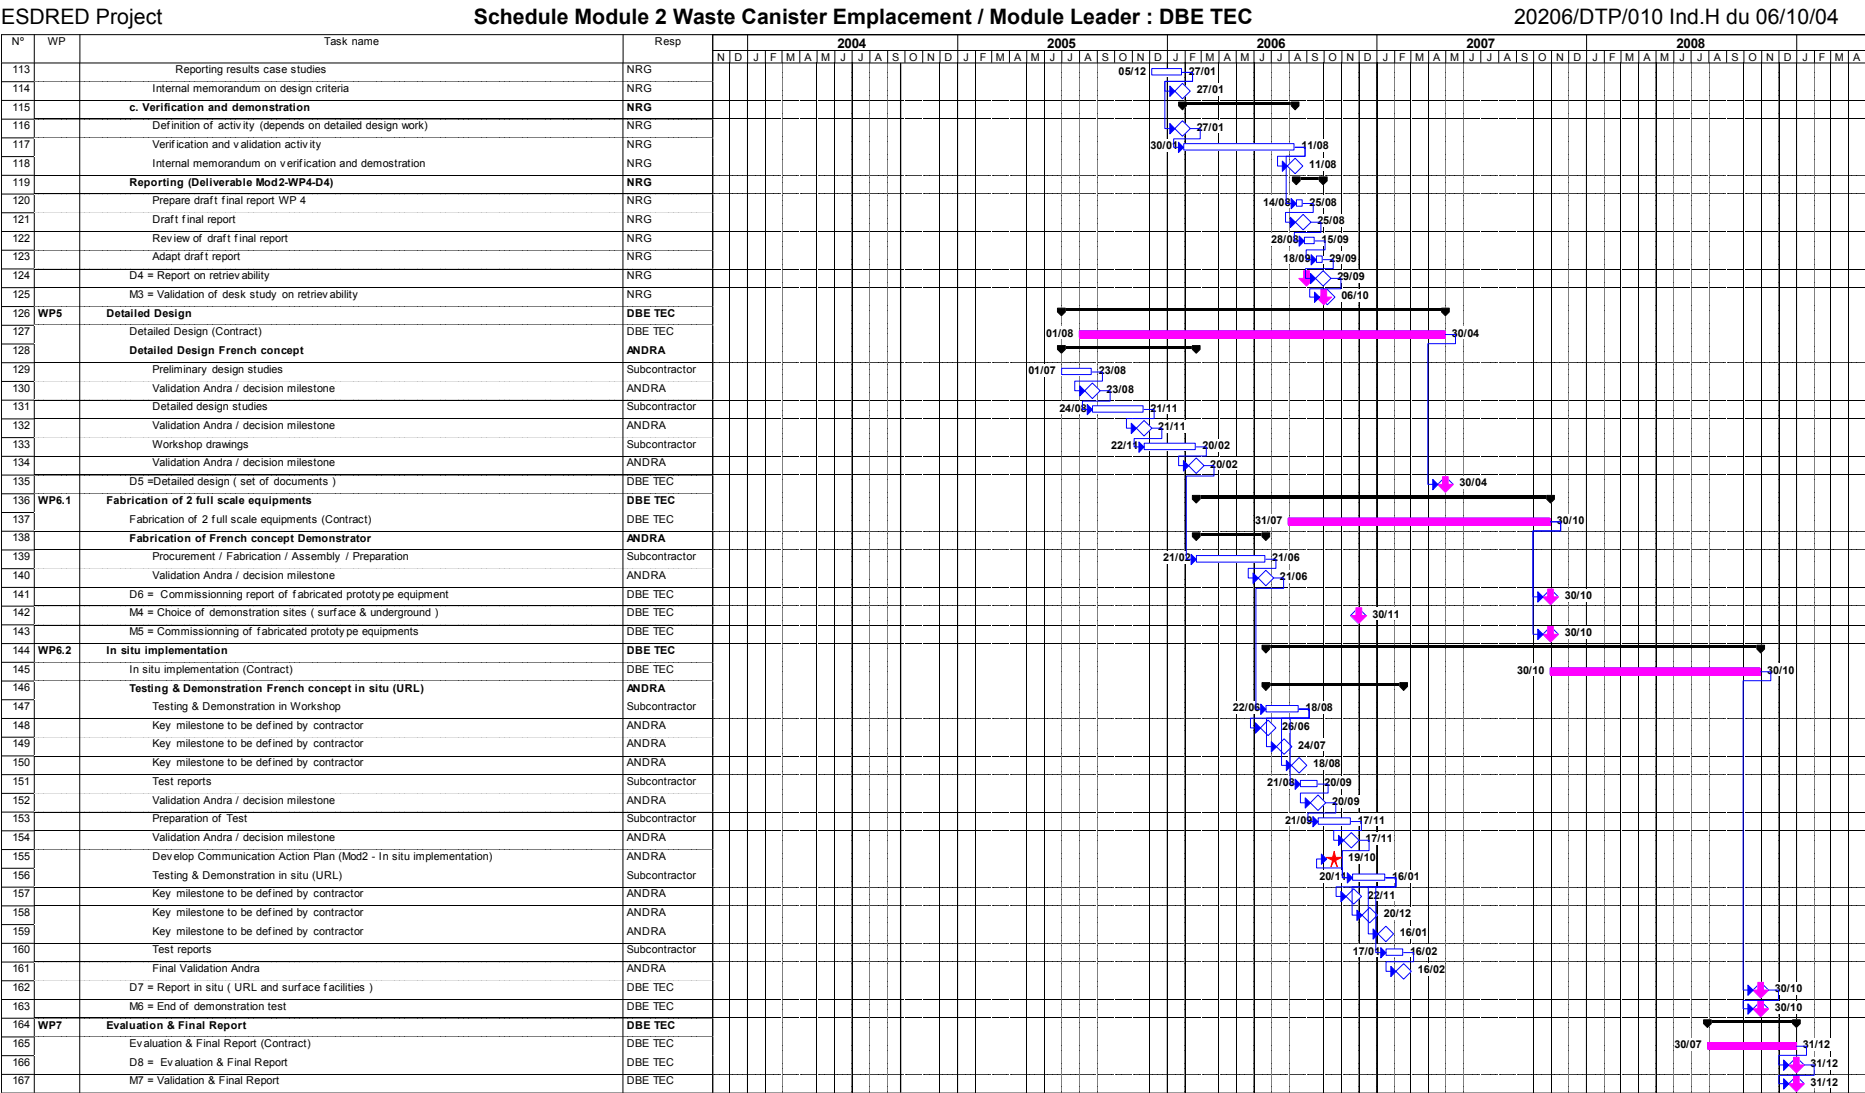 ESDRED Project Schedule Module 2 Waste Canister Emplacement / Module Leader : DBE TEC 20206/DTP/010 Ind.H du 06/10/04
N° WP Task name Resp 2004 2005 2006 2007 2008
N D J F M A M J J A S O N D J F M A M J J A S O N D J F M A M J J A S O N D J F M A M J J A S O N D J F M A M J J A S O N D J F M A
113 Reporting results case studies NRG 05/12 27/01
114 Internal memorandum on design criteria NRG 27/01
115 c. Verification and demonstration NRG
116 Definition of activity (depends on detailed design work) NRG 27/01
117 Verification and validation activity NRG 30/01 11/08
118 Internal memorandum on verification and demostration NRG 11/08
119 Reporting (Deliverable Mod2-WP4-D4) NRG
120 Prepare draft final report WP 4 NRG 14/08 25/08
121 Draft final report NRG 25/08
122 Review of draft final report NRG 28/08 15/09
123 Adapt draft report NRG 18/09 29/09
124 D4 = Report on retrievability NRG 29/09
125 M3 = Validation of desk study on retrievability NRG 06/10
126 WP5 Detailed Design DBE TEC
127 Detailed Design (Contract) DBE TEC 01/08 30/04
128 Detailed Design French concept ANDRA
129 Preliminary design studies Subcontractor 01/07 23/08
130 Validation Andra / decision milestone ANDRA 23/08
131 Detailed design studies Subcontractor 24/08 21/11
132 Validation Andra / decision milestone ANDRA 21/11
133 Workshop drawings Subcontractor 22/11 20/02
134 Validation Andra / decision milestone ANDRA 20/02
135 D5 =Detailed design ( set of documents ) DBE TEC 30/04
136 WP6.1 Fabrication of 2 full scale equipments DBE TEC
137 Fabrication of 2 full scale equipments (Contract) DBE TEC 31/07 30/10
138 Fabrication of French concept Demonstrator ANDRA
139 Procurement / Fabrication / Assembly / Preparation Subcontractor 21/02 21/06
140 Validation Andra / decision milestone ANDRA 21/06
141 D6 = Commissionning report of fabricated prototype equipment DBE TEC 30/10
142 M4 = Choice of demonstration sites ( surface & underground ) DBE TEC 30/11
143 M5 = Commissionning of fabricated prototype equipments DBE TEC 30/10
144 WP6.2 In situ implementation DBE TEC
145 In situ implementation (Contract) DBE TEC 30/10 30/10
146 Testing & Demonstration French concept in situ (URL) ANDRA
147 Testing & Demonstration in Workshop Subcontractor 22/06 18/08
148 Key milestone to be defined by contractor ANDRA 26/06
149 Key milestone to be defined by contractor ANDRA 24/07
150 Key milestone to be defined by contractor ANDRA 18/08
151 Test reports Subcontractor 21/08 20/09
152 Validation Andra / decision milestone ANDRA 20/09
153 Preparation of Test Subcontractor 21/09 17/11
154 Validation Andra / decision milestone ANDRA 17/11
155 Develop Communication Action Plan (Mod2 - In situ implementation) ANDRA 19/10
156 Testing & Demonstration in situ (URL) Subcontractor 20/11 16/01
157 Key milestone to be defined by contractor ANDRA 22/11
158 Key milestone to be defined by contractor ANDRA 20/12
159 Key milestone to be defined by contractor ANDRA 16/01
160 Test reports Subcontractor 17/01 16/02
161 Final Validation Andra ANDRA 16/02
162 D7 = Report in situ ( URL and surface facilities ) DBE TEC 30/10
163 M6 = End of demonstration test DBE TEC 30/10
164 WP7 Evaluation & Final Report DBE TEC
165 Evaluation & Final Report (Contract) DBE TEC 30/07 31/12
166 D8 = Evaluation & Final Report DBE TEC 31/12
167 M7 = Validation & Final Report DBE TEC 31/12